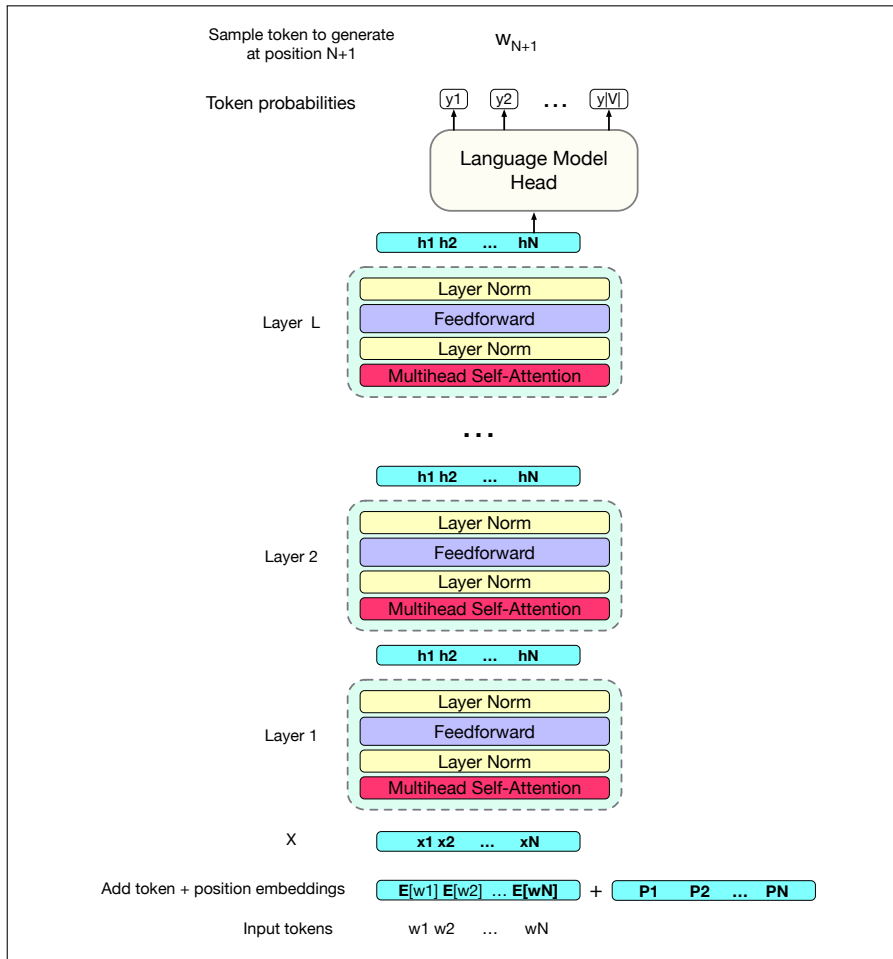 Sample token to generate
at position N+1
w_{N+1}
Token probabilities
y1 y2 ... y|V|
Language Model
Head
h1 h2 ... hN
Layer L
Layer Norm
Feedforward
Layer Norm
Multihead Self-Attention
...
h1 h2 ... hN
Layer 2
Layer Norm
Feedforward
Layer Norm
Multihead Self-Attention
h1 h2 ... hN
Layer 1
Layer Norm
Feedforward
Layer Norm
Multihead Self-Attention
X x1 x2 ... xN
Add token + position embeddings E[w1] E[w2] ... E[wN] + P1 P2 ... PN
Input tokens w1 w2 ... wN